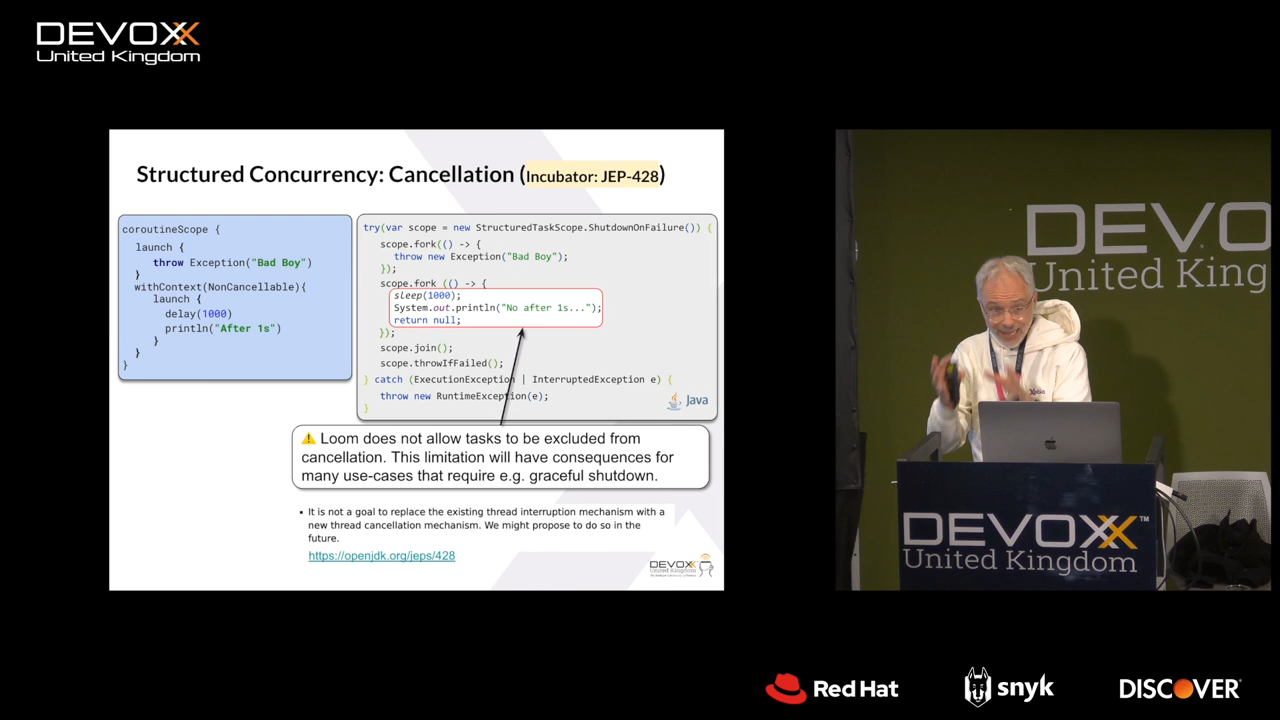 DEVOXX
United Kingdom
Structured Concurrency: Cancellation (Incubator: JEP-428)
coroutineScope {
launch {
throw Exception("Bad Boy")
}
withContext(NonCancellable){
launch {
delay(1000)
println("After 1s")
}
}
}
try(var scope = new StructuredTaskScope.ShutdownOnFailure()) {
scope.fork(() -> {
throw new Exception("Bad Boy");
});
scope.fork (() -> {
sleep(1000);
System.out.println("No after 1s...");
return null;
});
scope.join();
scope.throwIfFailed();
} catch (ExecutionException | InterruptedException e) {
throw new RuntimeException(e);
}
Java
⚠ Loom does not allow tasks to be excluded from
cancellation. This limitation will have consequences for
many use-cases that require e.g. graceful shutdown.
• It is not a goal to replace the existing thread interruption mechanism with a
new thread cancellation mechanism. We might propose to do so in the
future.
https://openjdk.org/jeps/428
DEVOXX
United Kingdom
DEVO
United King
DEVOXX™
United Kingdom
Red Hat
snyk
DISCOVER